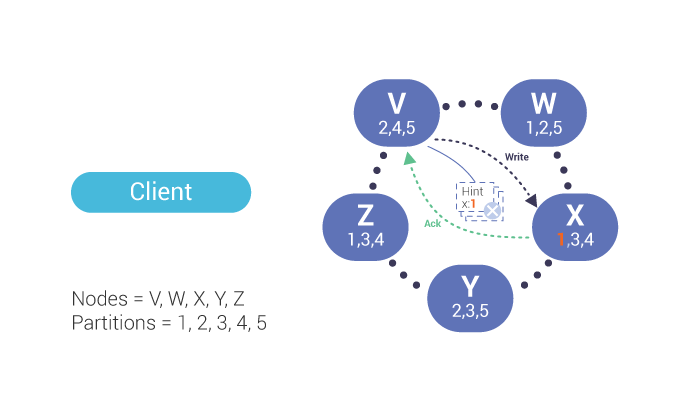 V
2,4,5
W
1,2,5
Write
Client
Hint
x:1
Z
1,3,4
X
1,3,4
Ack
Y
2,3,5
Nodes = V, W, X, Y, Z
Partitions = 1, 2, 3, 4, 5